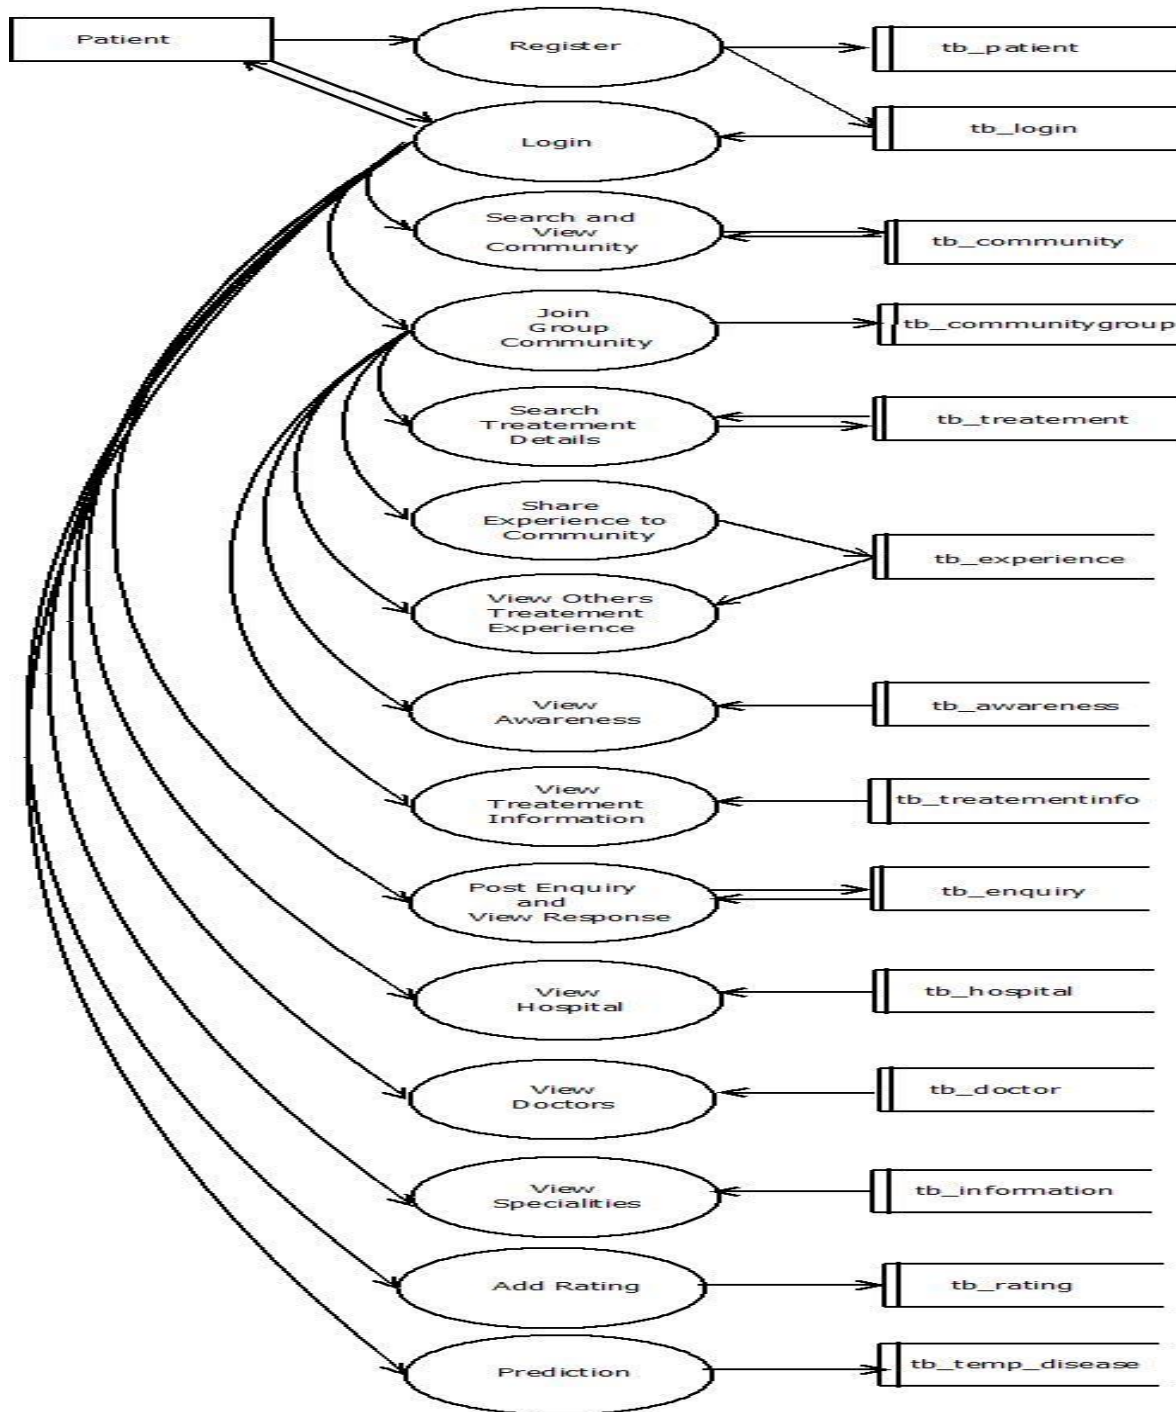 Patient
Register
tb_patient
tb_login
Login
Search and
View
Community
tb_community
Join
Group
Community
tb_communitygroup
Search
Treatement
Details
tb_treatement
Share
Experience to
Community
tb_experience
View Others
Treatement
Experience
View
Awareness
tb_awareness
View
Treatement
Information
tb_treatementinfo
Post Enquiry
and
View Response
tb_enquiry
View
Hospital
tb_hospital
View
Doctors
tb_doctor
View
Specialities
tb_information
Add Rating
tb_rating
Prediction
tb_temp_disease